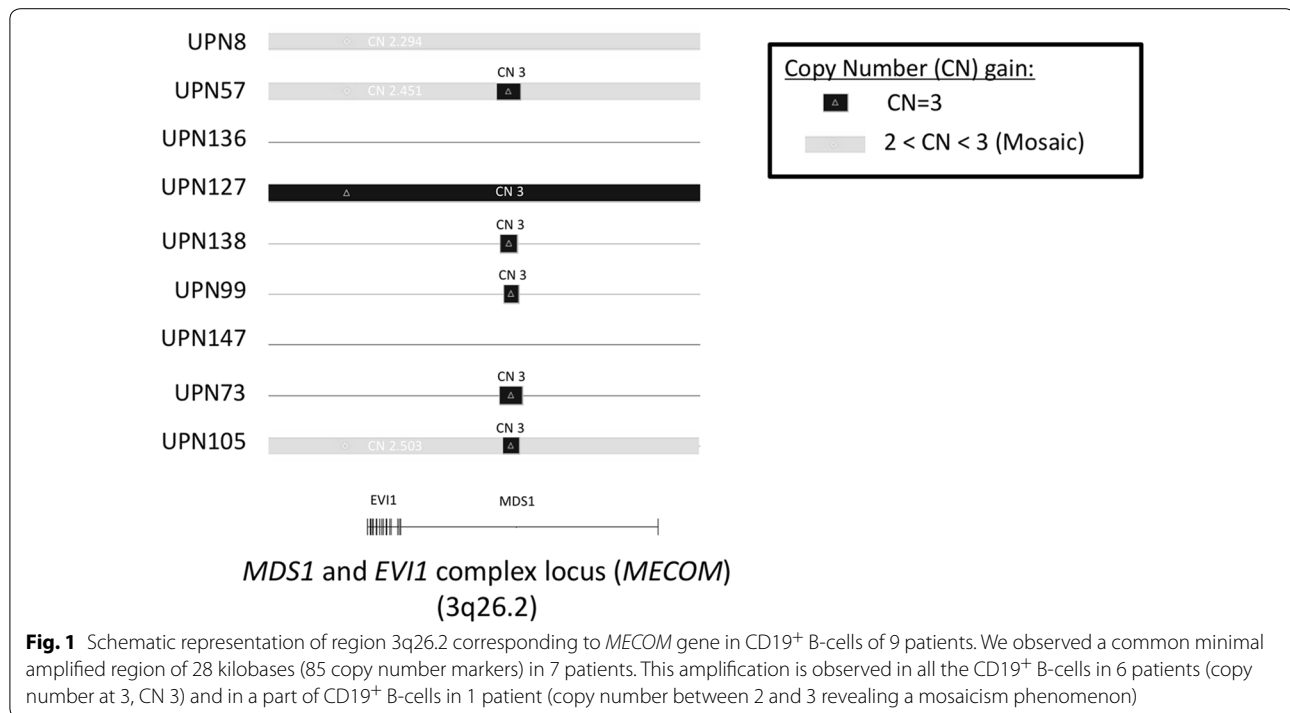 UPN8
CN 2.294
CN 3
UPN57
CN 2.451
UPN136
UPN127
CN 3
CN 3
UPN138
CN 3
UPN99
UPN147
CN 3
UPN73
CN 3
UPN105
CN 2.503
EVI1 MDS1
MDS1 and EVI1 complex locus (MECOM)
(3q26.2)
Copy Number (CN) gain:
CN=3
2 < CN < 3 (Mosaic)
Fig. 1 Schematic representation of region 3q26.2 corresponding to MECOM gene in CD19+ B-cells of 9 patients. We observed a common minimal
amplified region of 28 kilobases (85 copy number markers) in 7 patients. This amplification is observed in all the CD19+ B-cells in 6 patients (copy
number at 3, CN 3) and in a part of CD19+ B-cells in 1 patient (copy number between 2 and 3 revealing a mosaicism phenomenon)